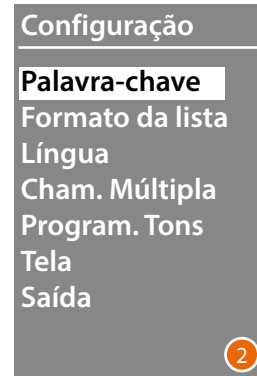 Configuração
Palavra-chave
Formato da lista
Língua
Cham. Múltipla
Program. Tons
Tela
Saída
2